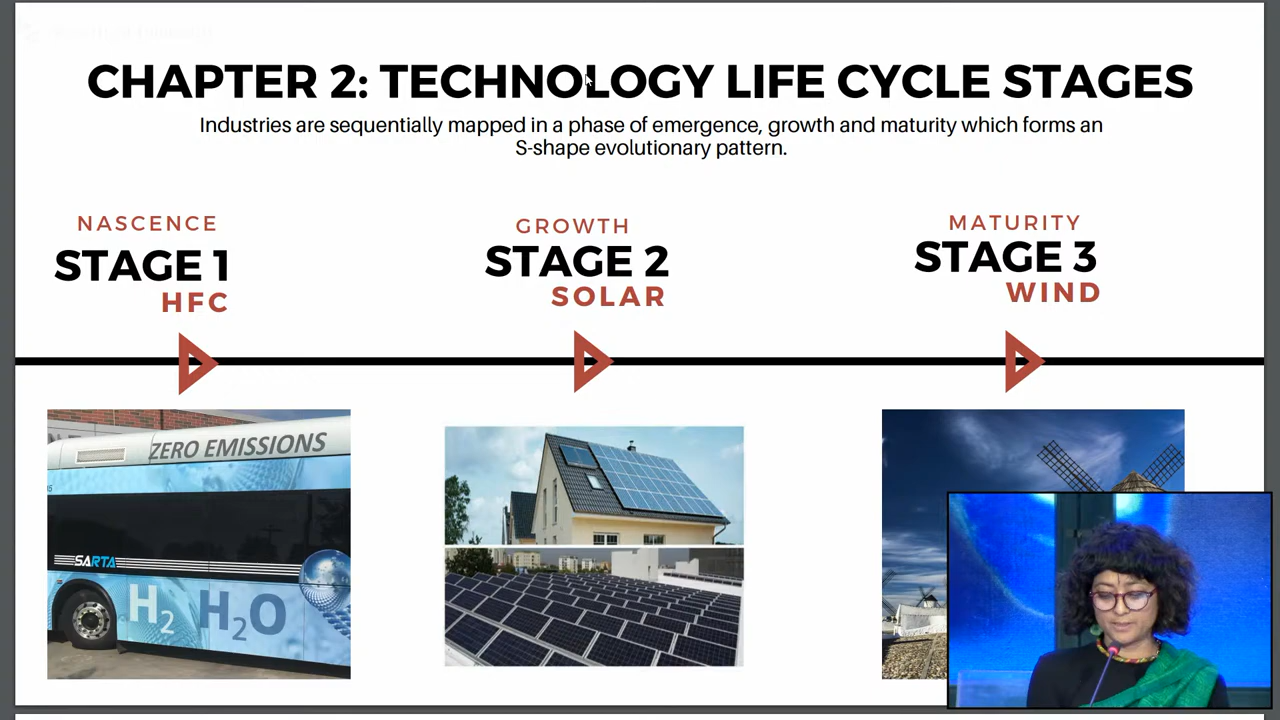 CHAPTER 2: TECHNOLOGY LIFE CYCLE STAGES
Industries are sequentially mapped in a phase of emergence, growth and maturity which forms an
S-shape evolutionary pattern.
NASCENCE
STAGE 1
HFC
GROWTH
STAGE 2
SOLAR
MATURITY
STAGE 3
WIND
ZERO EMISSIONS
SARTA
H2 H2O